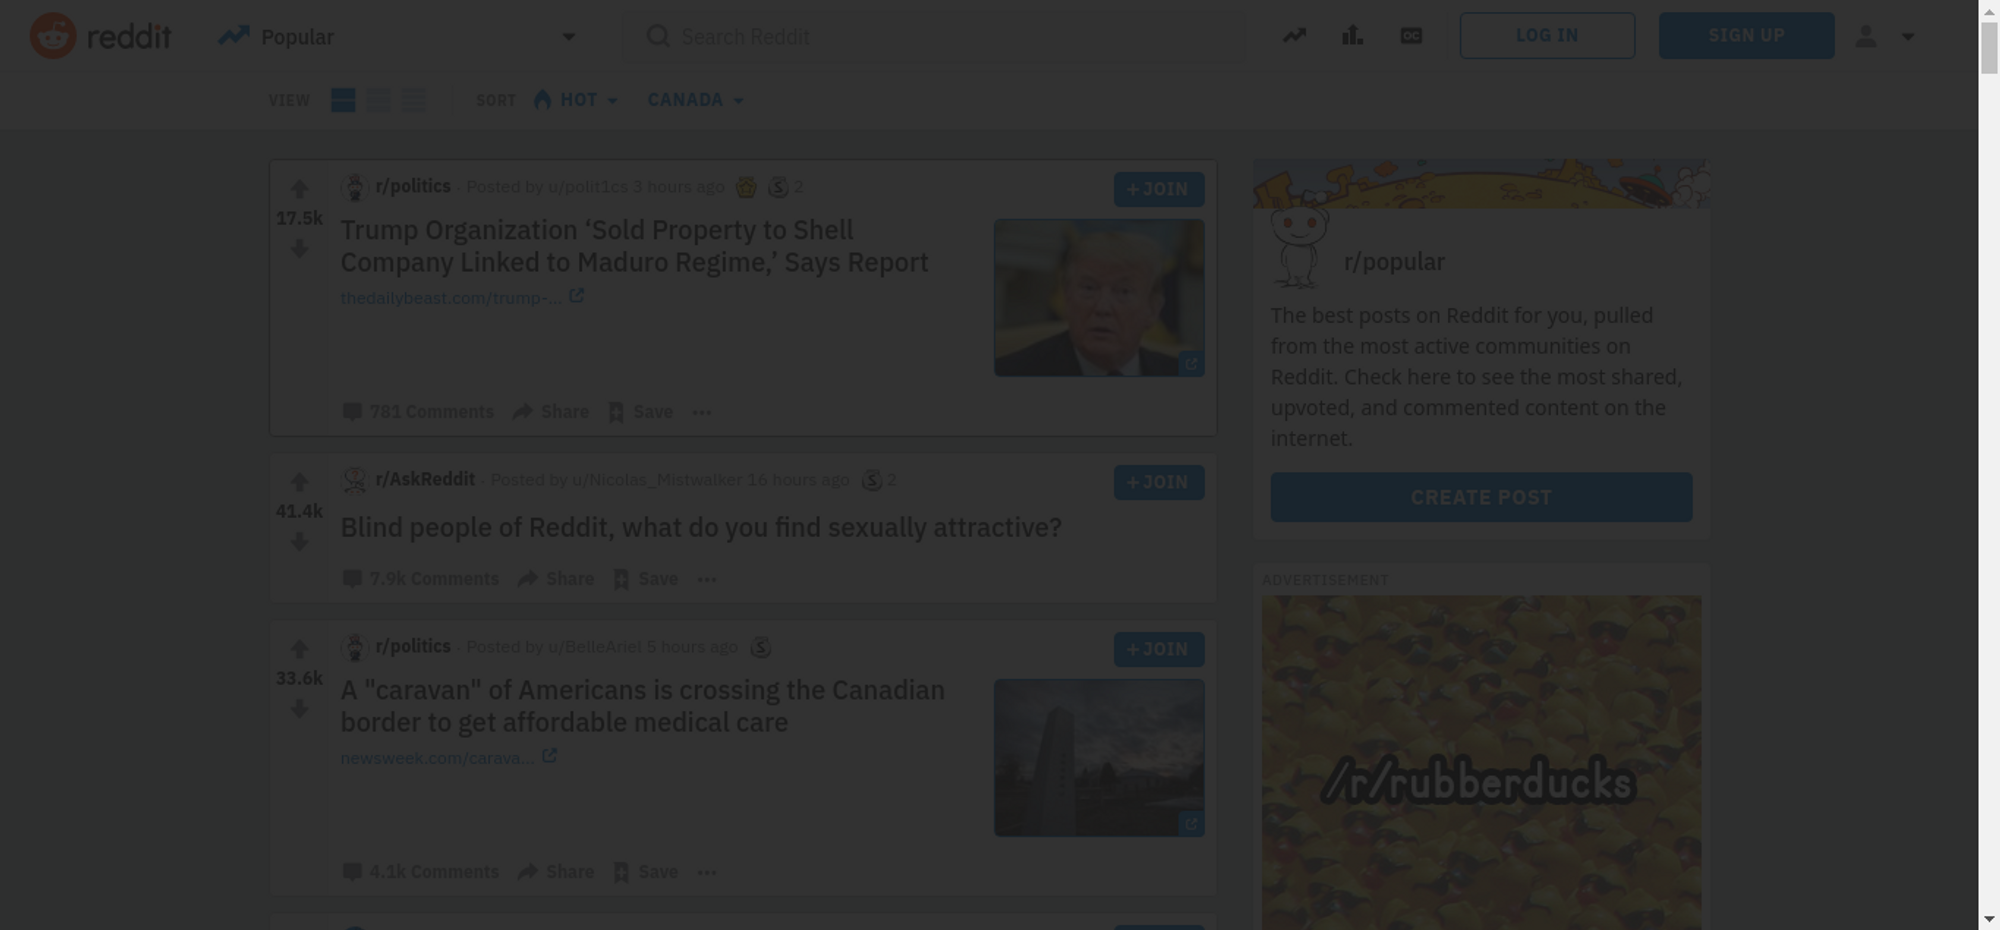 reddit
Popular
Search Reddit
OC
LOG IN
SIGN UP
VIEW
SORT
HOT
CANADA
r/politics · Posted by u/polit1cs 3 hours ago
S 2
+ JOIN
17.5k
Trump Organization ‘Sold Property to Shell
Company Linked to Maduro Regime,’ Says Report
thedailybeast.com/trump-...
781 Comments
Share
Save
r/AskReddit · Posted by u/Nicolas_Mistwalker 16 hours ago
S 2
+ JOIN
41.4k
Blind people of Reddit, what do you find sexually attractive?
7.9k Comments
Share
Save
r/politics · Posted by u/BelleAriel 5 hours ago
S
+ JOIN
33.6k
A "caravan" of Americans is crossing the Canadian
border to get affordable medical care
newsweek.com/carava...
4.1k Comments
Share
Save
r/popular
The best posts on Reddit for you, pulled
from the most active communities on
Reddit. Check here to see the most shared,
upvoted, and commented content on the
internet.
CREATE POST
ADVERTISEMENT
/r/rubberducks